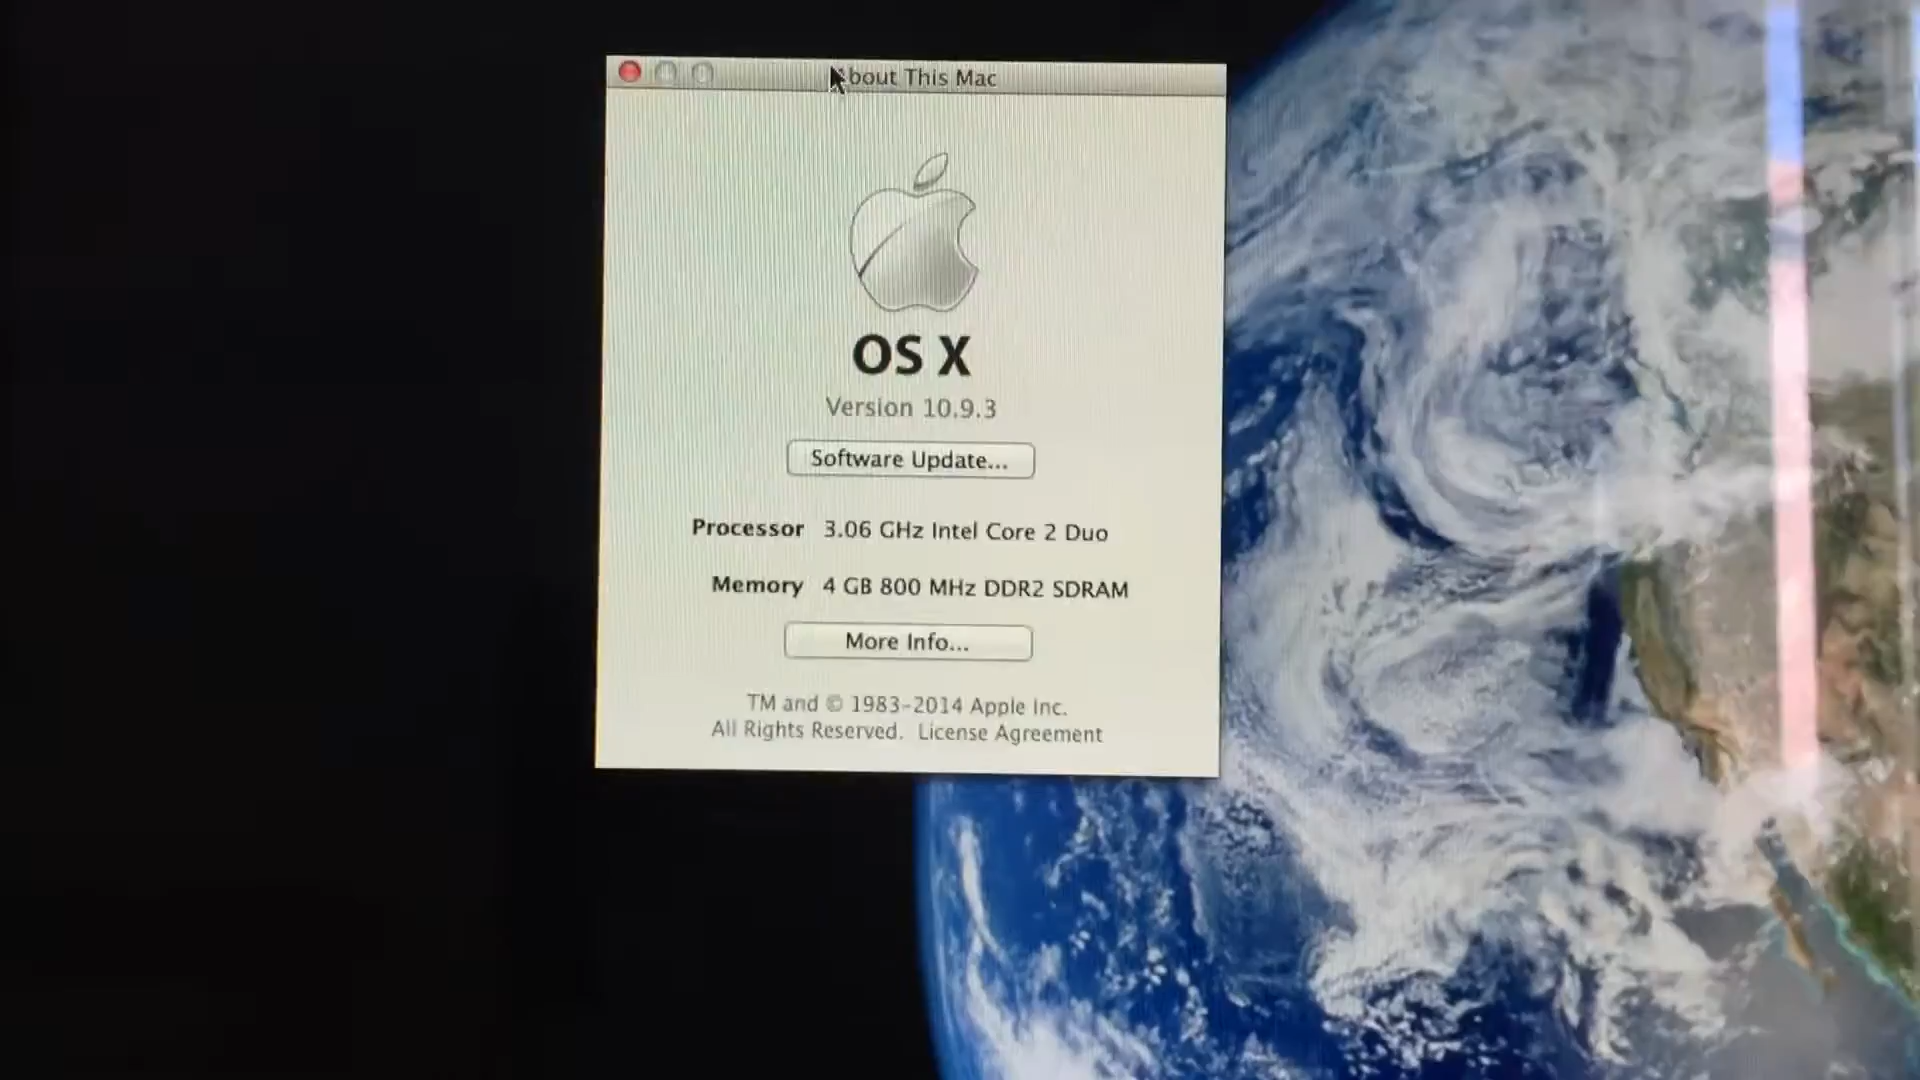 About This Mac
OS X
Version 10.9.3
Software Update...
Processor 3.06 GHz Intel Core 2 Duo
Memory 4 GB 800 MHz DDR2 SDRAM
More Info...
TM and © 1983-2014 Apple Inc.
All Rights Reserved. License Agreement